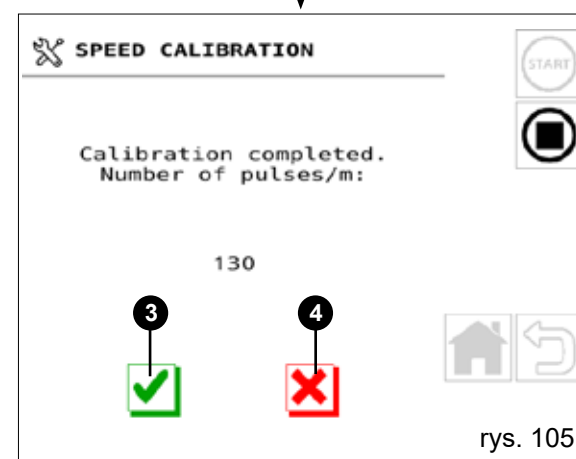 SPEED CALIBRATION
START
Calibration completed.
Number of pulses/m:
130
3
4
rys. 105